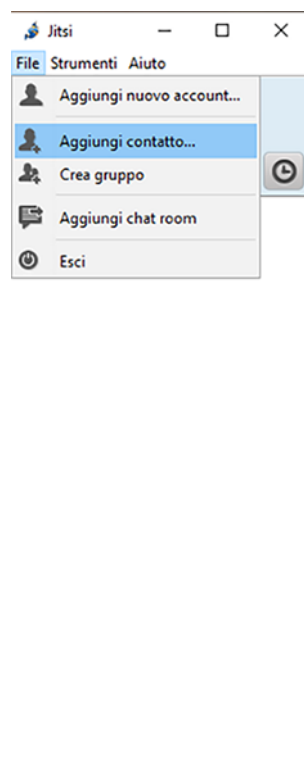 Jitsi
File Strumenti Aiuto
Aggiungi nuovo account...
Aggiungi contatto...
Crea gruppo
Aggiungi chat room
Esci